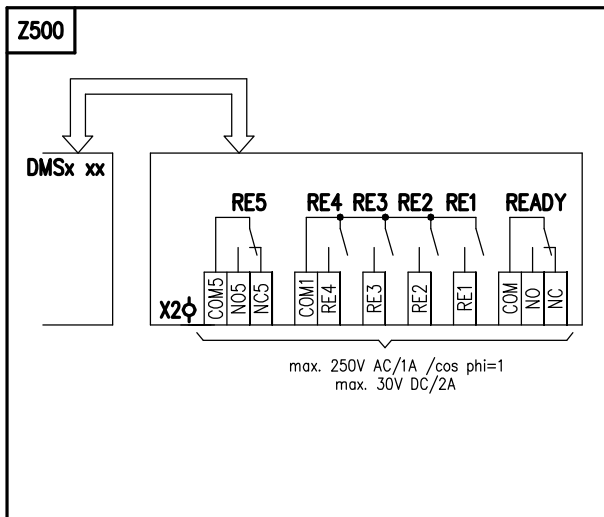 Z500
DMSx xx
RE5 RE4 RE3 RE2 RE1 READY
X2
COM5 NO5 NC5 COM1 RE4 RE3 RE2 RE1 COM NO NC
max. 250V AC/1A /cos phi=1
max. 30V DC/2A